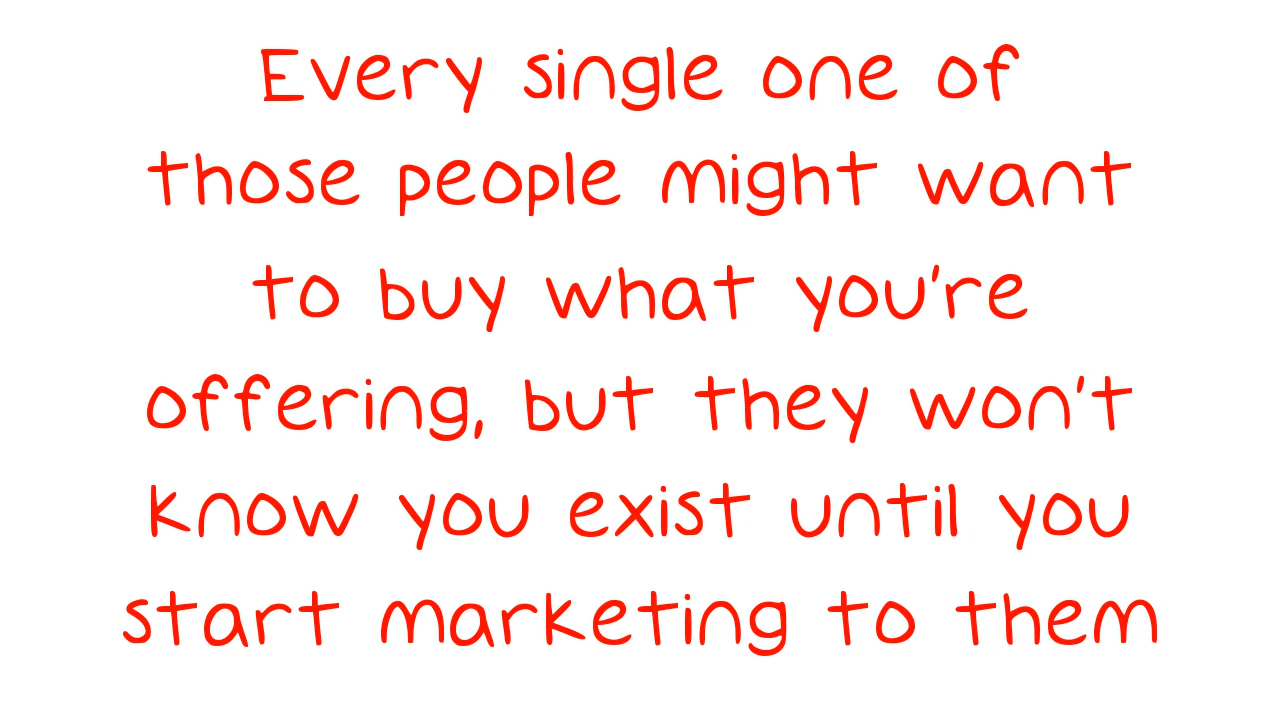 Every single one of
those people might want
to buy what you're
offering, but they won't
know you exist until you
start marketing to them